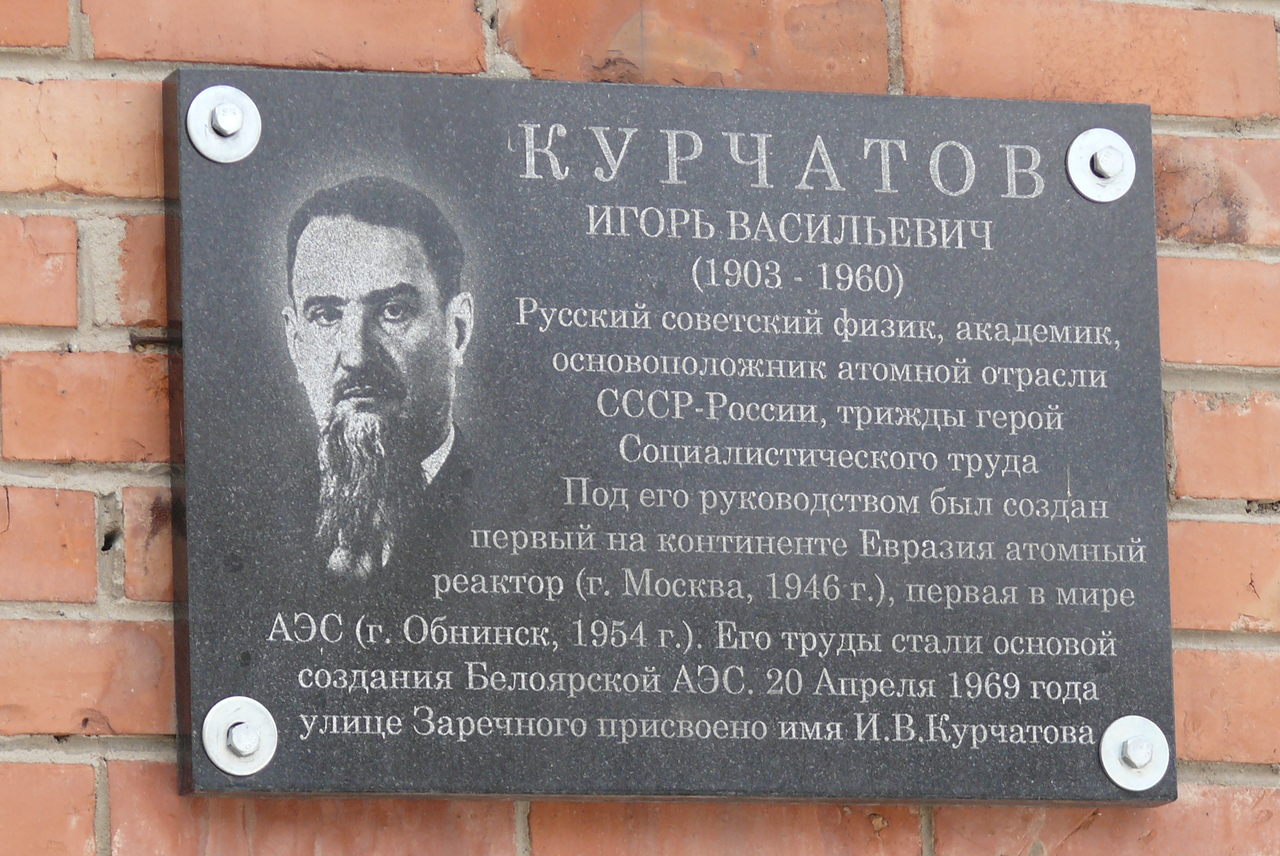 КУРЧАТОВ
ИГОРЬ ВАСИЛЬЕВИЧ
(1903 - 1960)
Русский советский физик, академик,
основоположник атомной отрасли
СССР-России, трижды герой
Социалистического труда
Под его руководством был создан
первый на континенте Евразия атомный
реактор (г. Москва, 1946 г.), первая в мире
АЭС (г. Обнинск, 1954 г.). Его труды стали основой
создания Белоярской АЭС. 20 Апреля 1969 года
улице Заречного присвоено имя И.В.Курчатова